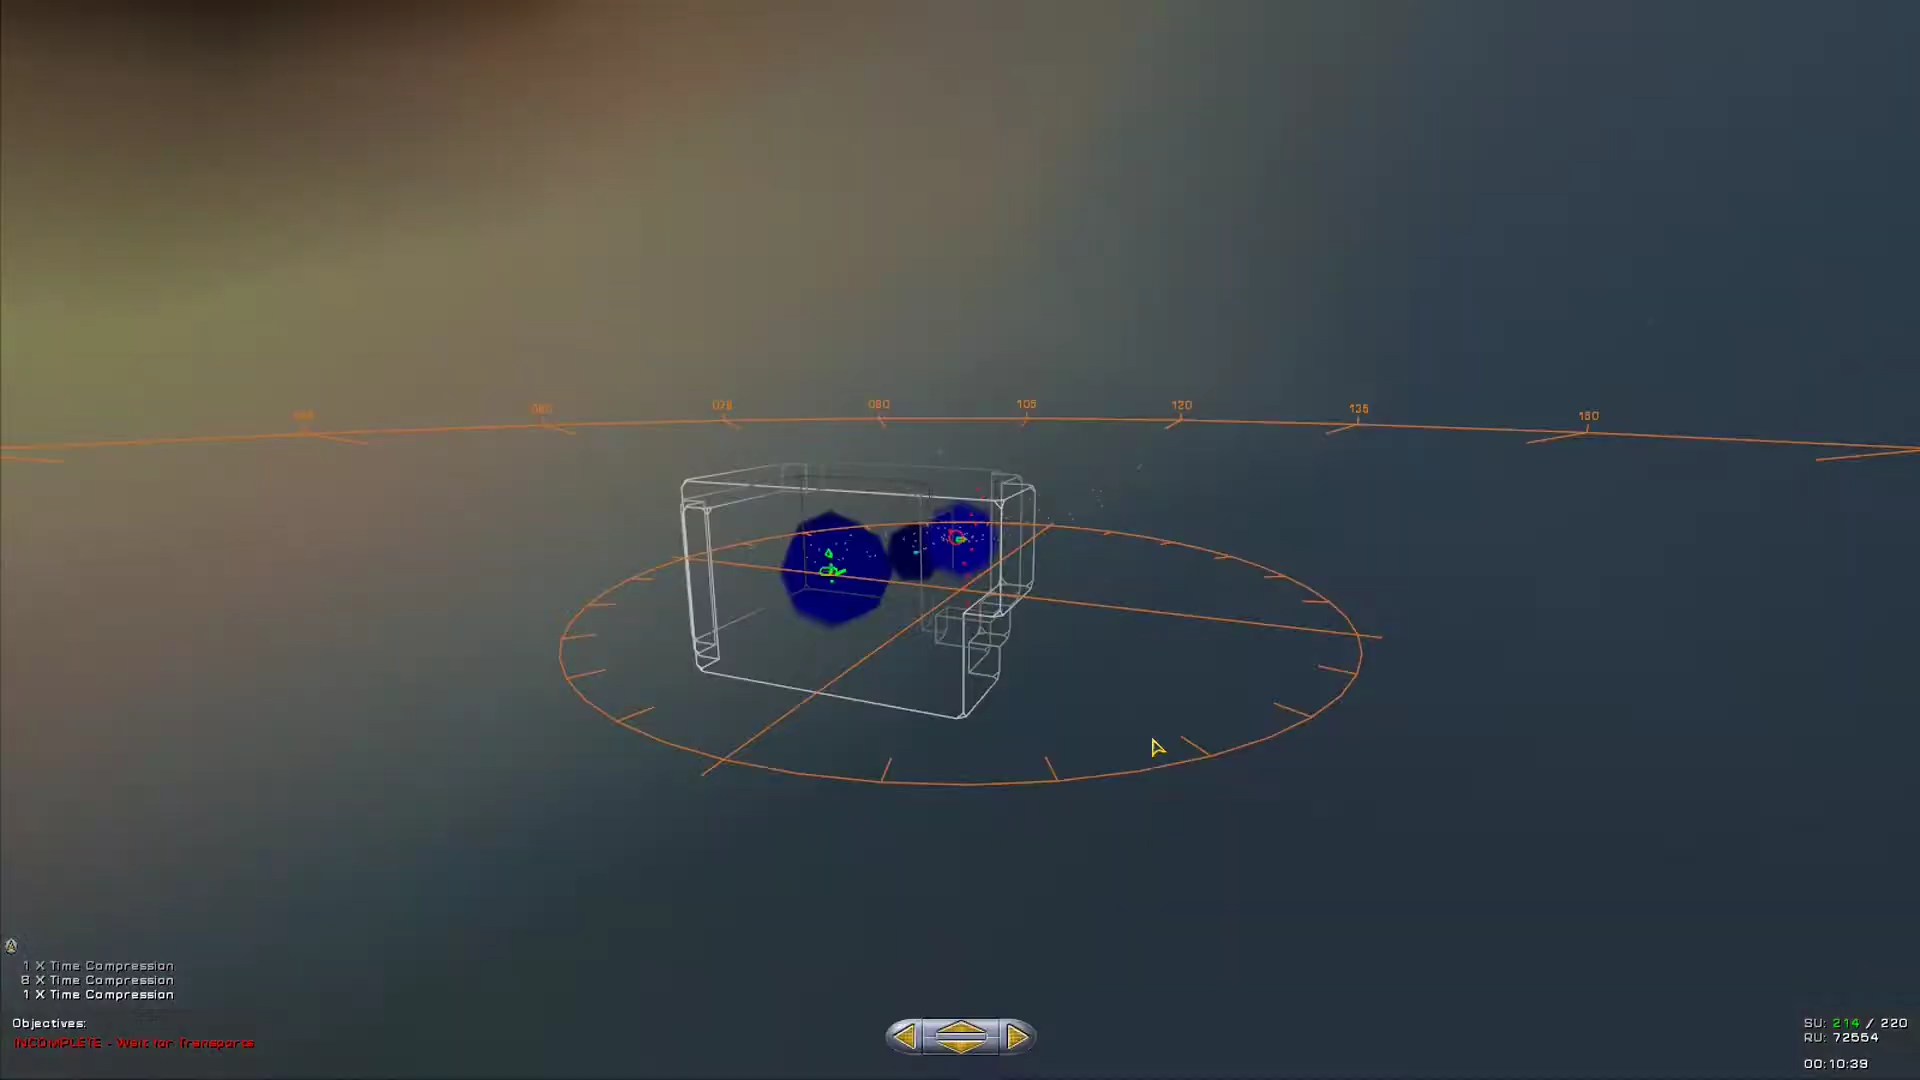 075
090
105
120
135
150
1 X Time Compression
8 X Time Compression
1 X Time Compression
Objectives:
INCOMPLETE - Wait for Transports
SU: 214 / 220
RU: 72554
00:10:39